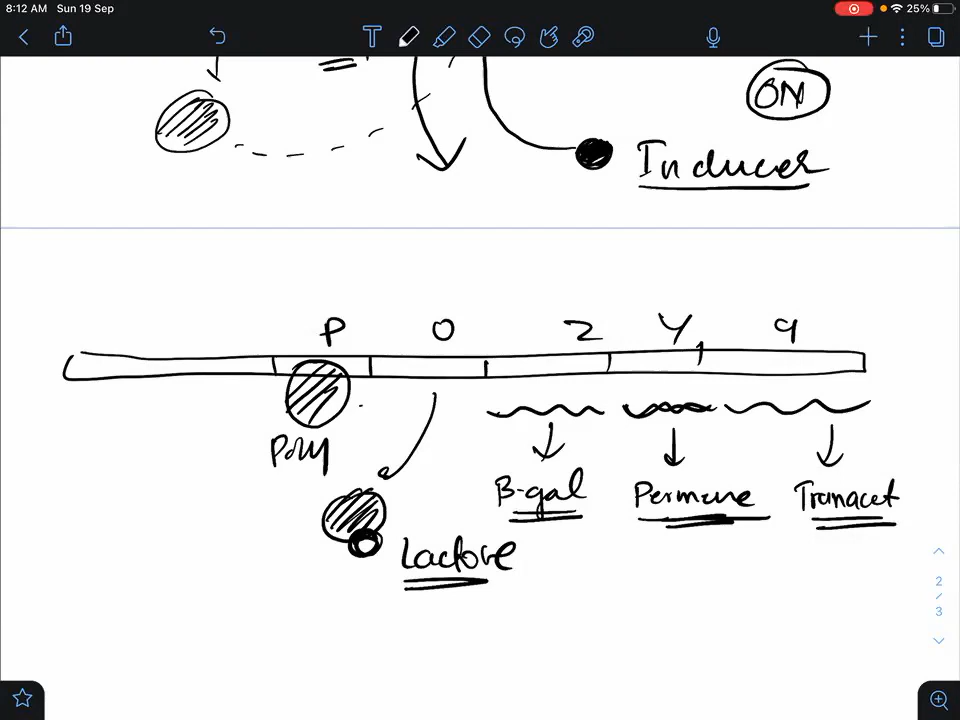 8:12 AM Sun 19 Sep
25%
T
ON
Inducer
P O Z Y a
Poly
B-gal Permease Transacet
Lactose
2
/
3